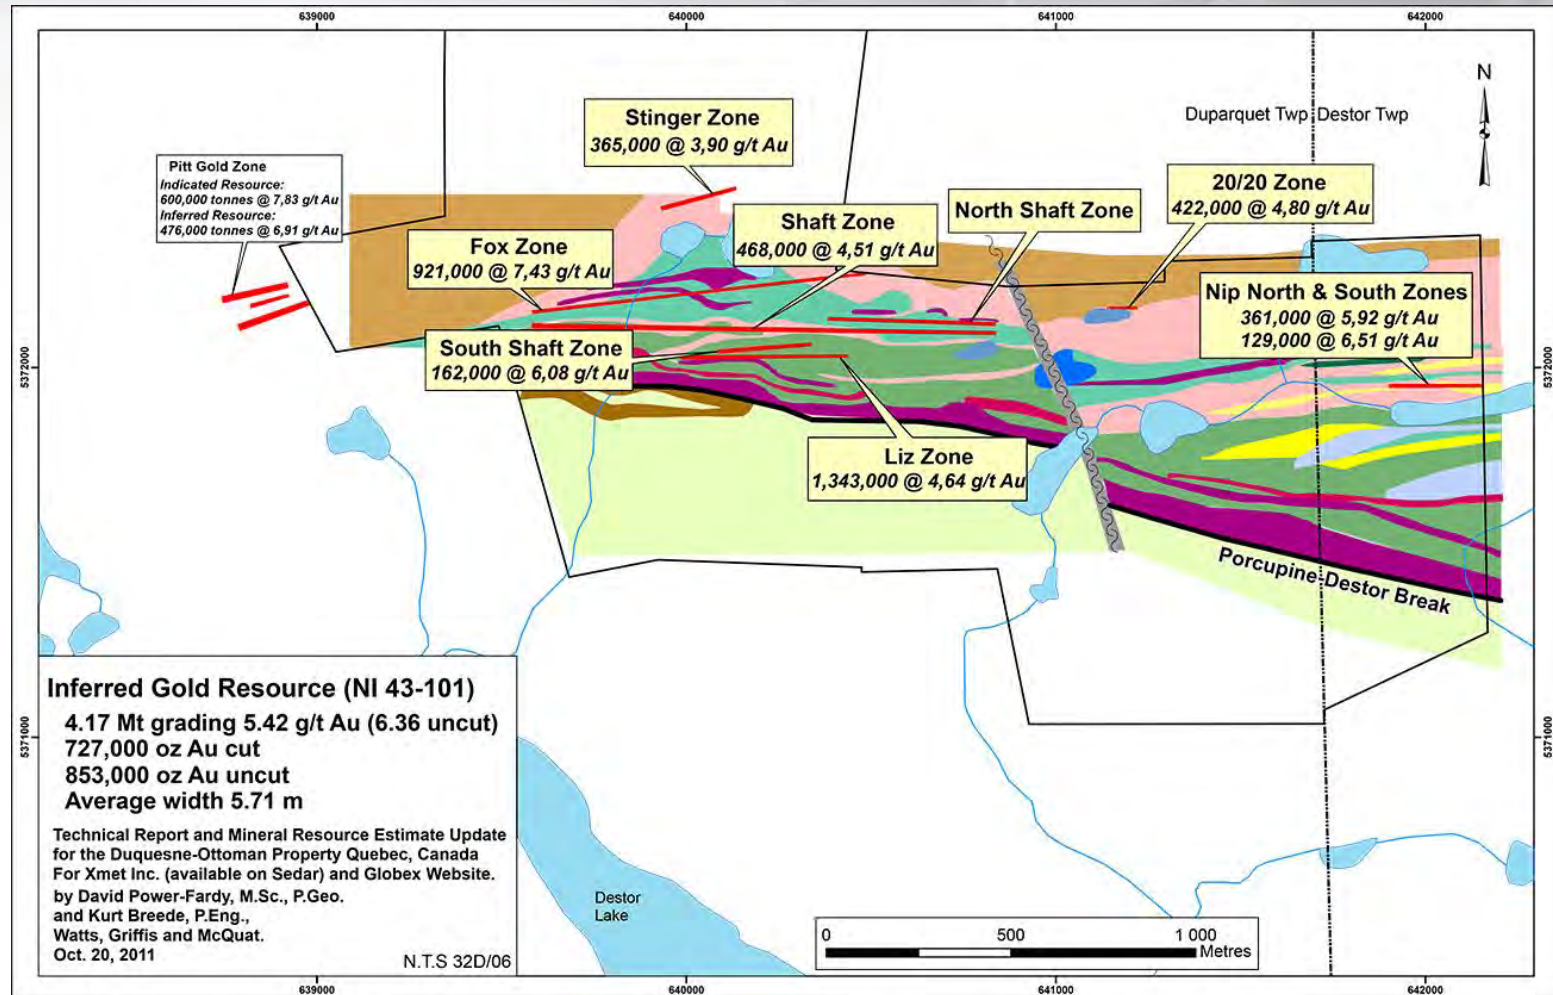 639000
640000
641000
642000
N
Duparquet Twp
Destor Twp
Stinger Zone
365,000 @ 3,90 g/t Au
Pitt Gold Zone
Indicated Resource:
600,000 tonnes @ 7,83 g/t Au
Inferred Resource:
476,000 tonnes @ 6,91 g/t Au
20/20 Zone
422,000 @ 4,80 g/t Au
North Shaft Zone
Shaft Zone
468,000 @ 4,51 g/t Au
Fox Zone
921,000 @ 7,43 g/t Au
Nip North & South Zones
361,000 @ 5,92 g/t Au
129,000 @ 6,51 g/t Au
South Shaft Zone
162,000 @ 6,08 g/t Au
5372000
5372000
Liz Zone
1,343,000 @ 4,64 g/t Au
Porcupine-Destor Break
Inferred Gold Resource (NI 43-101)
4.17 Mt grading 5.42 g/t Au (6.36 uncut)
727,000 oz Au cut
853,000 oz Au uncut
Average width 5.71 m
5371000
5371000
Technical Report and Mineral Resource Estimate Update
for the Duquesne-Ottoman Property Quebec, Canada
For Xmet Inc. (available on Sedar) and Globex Website.
by David Power-Fardy, M.Sc., P.Geo.
and Kurt Breede, P.Eng.,
Watts, Griffis and McQuat.
Oct. 20, 2011
N.T.S 32D/06
Destor
Lake
0
500
1 000
Metres
639000
640000
641000
642000